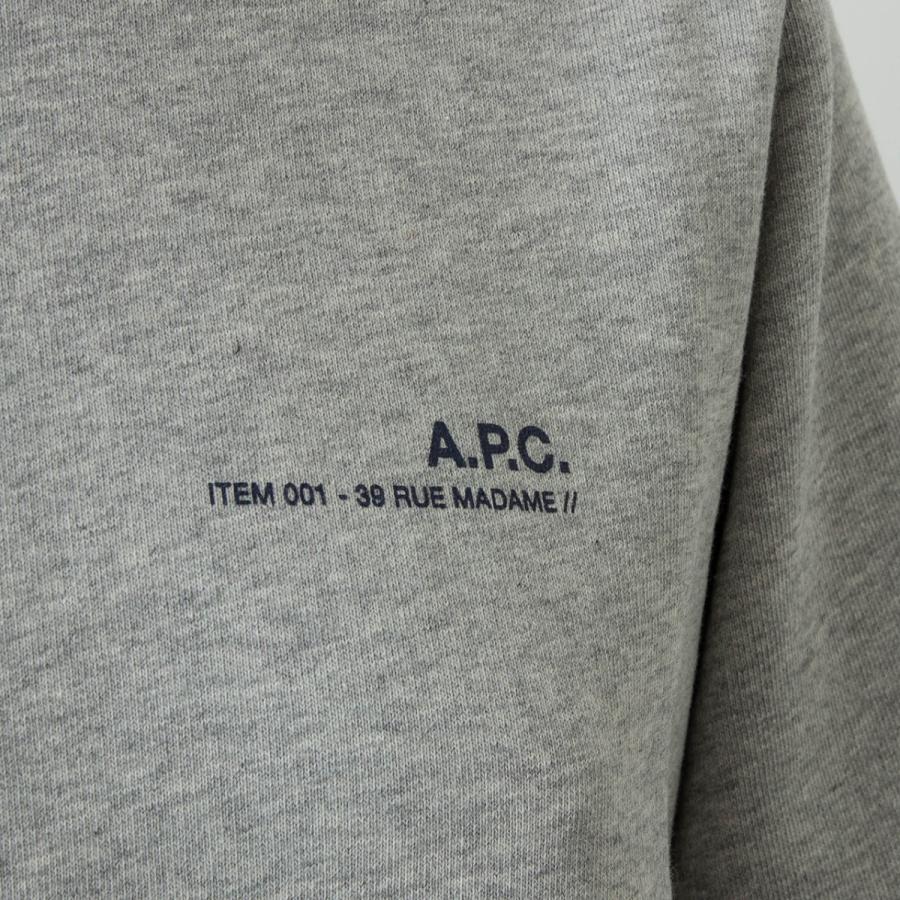 A.P.C.
ITEM 001 - 39 RUE MADAME //